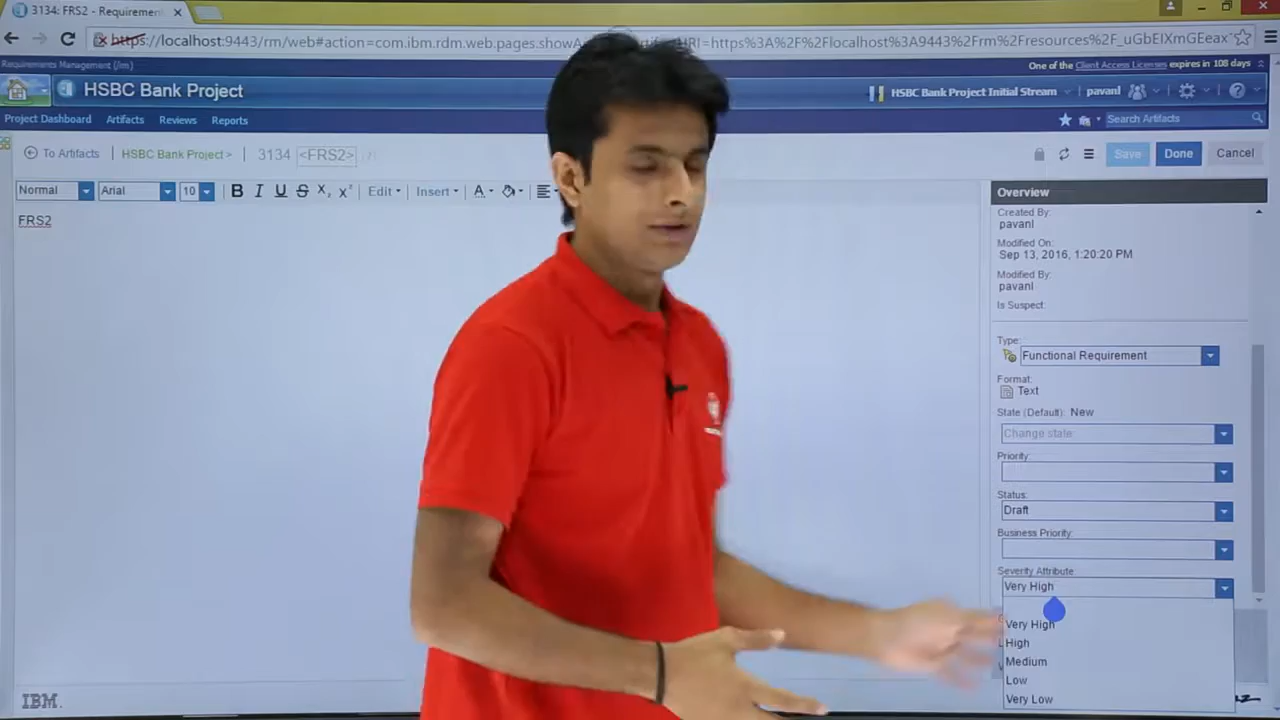 3134: FRS2 - Requiremen
https://localhost:9443/rm/web#action=com.ibm.rdm.web.pages.showA
RI=https%3A%2F%2Flocalhost%3A9443%2Frm%2Fresources%2F_uGbEIXmGEeax
Requirements Management (/rm)
One of the Client Access Licenses expires in 108 days
HSBC Bank Project
HSBC Bank Project Initial Stream
pavanl
Project Dashboard
Artifacts
Reviews
Reports
Search Artifacts
To Artifacts
HSBC Bank Project >
3134
<FRS2>
Save
Done
Cancel
Normal
Arial
10
B
I
U
S
Edit
Insert
A
FRS2
Overview
Created By:
pavanl
Modified On:
Sep 13, 2016, 1:20:20 PM
Modified By:
pavanl
Is Suspect:
Type:
Functional Requirement
Format:
Text
State (Default): New
Change state:
Priority:
Status:
Draft
Business Priority:
Severity Attribute
Very High
Very High
High
Medium
Low
Very Low
IBM.